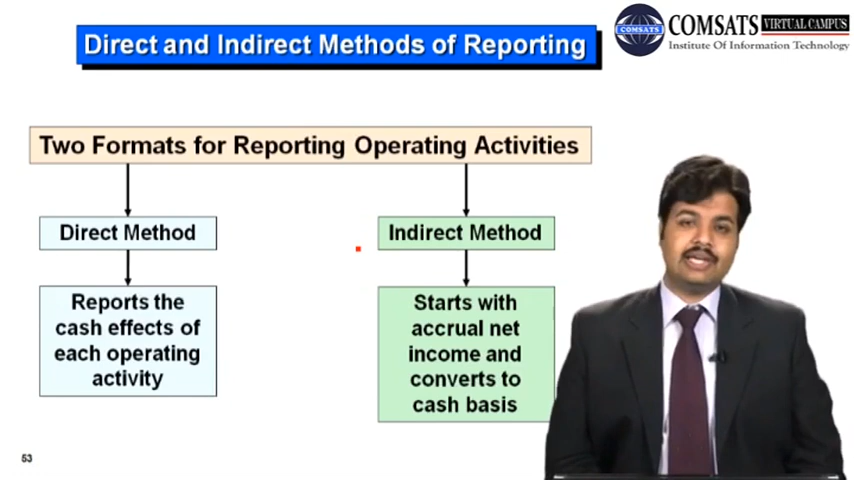 Direct and Indirect Methods of Reporting
COMSATS
COMSATS VIRTUAL CAMPUS
Institute Of Information Technology
Two Formats for Reporting Operating Activities
Direct Method
Reports the
cash effects of
each operating
activity
Indirect Method
Starts with
accrual net
income and
converts to
cash basis
53